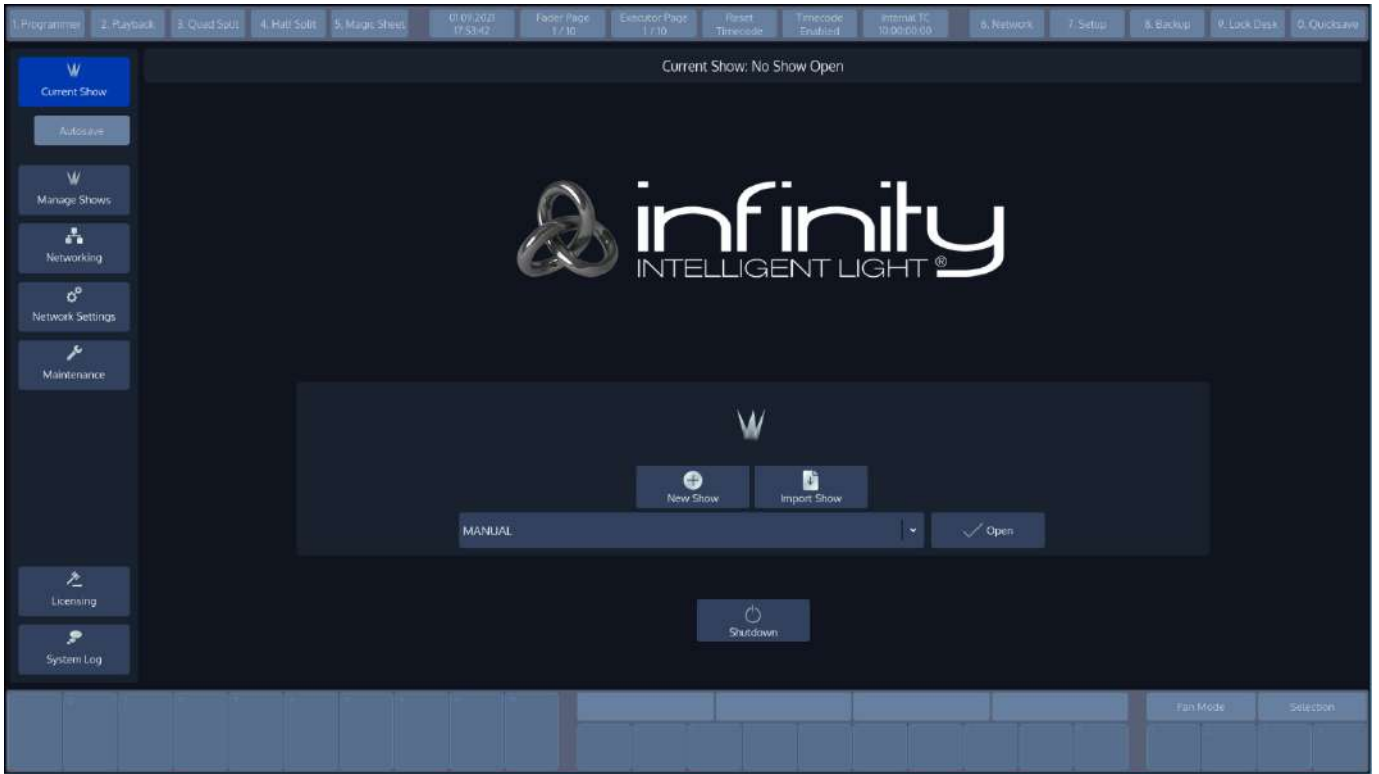 1. Programmer
2. Playback
3. Quad Split
4. Half Split
5. Magic Sheet
01.09.2021
17:53:42
Fader Page
1 / 10
Executor Page
1 / 10
Reset
Timecode
Timecode
Enabled
Internal TC
10:00:00:00
6. Network
7. Setup
8. Backup
9. Lock Desk
0. Quicksave
Current Show
Autosave
Manage Shows
Networking
Network Settings
Maintenance
Licensing
System Log
Current Show: No Show Open
infinity
INTELLIGENT LIGHT ®
New Show
Import Show
MANUAL
Open
Shutdown
Fan Mode
Selection